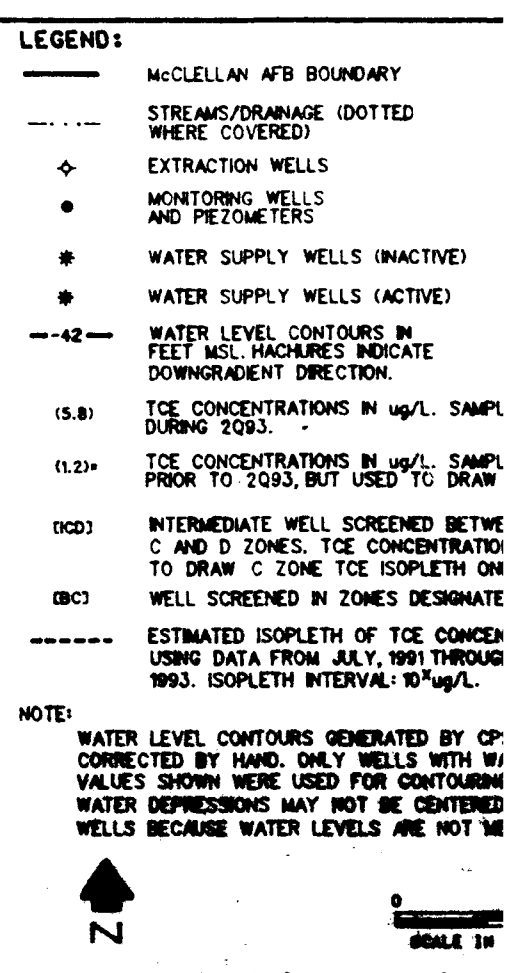 LEGEND:
McCLELLAN AFB BOUNDARY
STREAMS/DRAINAGE (DOTTED
WHERE COVERED)
EXTRACTION WELLS
MONITORING WELLS
AND PIEZOMETERS
WATER SUPPLY WELLS (INACTIVE)
WATER SUPPLY WELLS (ACTIVE)
-42 WATER LEVEL CONTOURS IN
FEET MSL. HACHURES INDICATE
DOWNGRADIENT DIRECTION.
(5.8) TCE CONCENTRATIONS IN ug/L. SAMPL
DURING 2Q93.
(1.2)* TCE CONCENTRATIONS IN ug/L. SAMPL
PRIOR TO 2Q93, BUT USED TO DRAW
[ICD] INTERMEDIATE WELL SCREENED BETWE
C AND D ZONES. TCE CONCENTRATIO
TO DRAW C ZONE TCE ISOPLETH ON
[BC] WELL SCREENED IN ZONES DESIGNATE
ESTIMATED ISOPLETH OF TCE CONCEN
USING DATA FROM JULY, 1991 THROUG
1993. ISOPLETH INTERVAL: 10ˣug/L.
NOTE:
WATER LEVEL CONTOURS GENERATED BY CP
CORRECTED BY HAND. ONLY WELLS WITH WA
VALUES SHOWN WERE USED FOR CONTOURIN
WATER DEPRESSIONS MAY NOT BE CENTERED
WELLS BECAUSE WATER LEVELS ARE NOT ME
N
0
SCALE IN